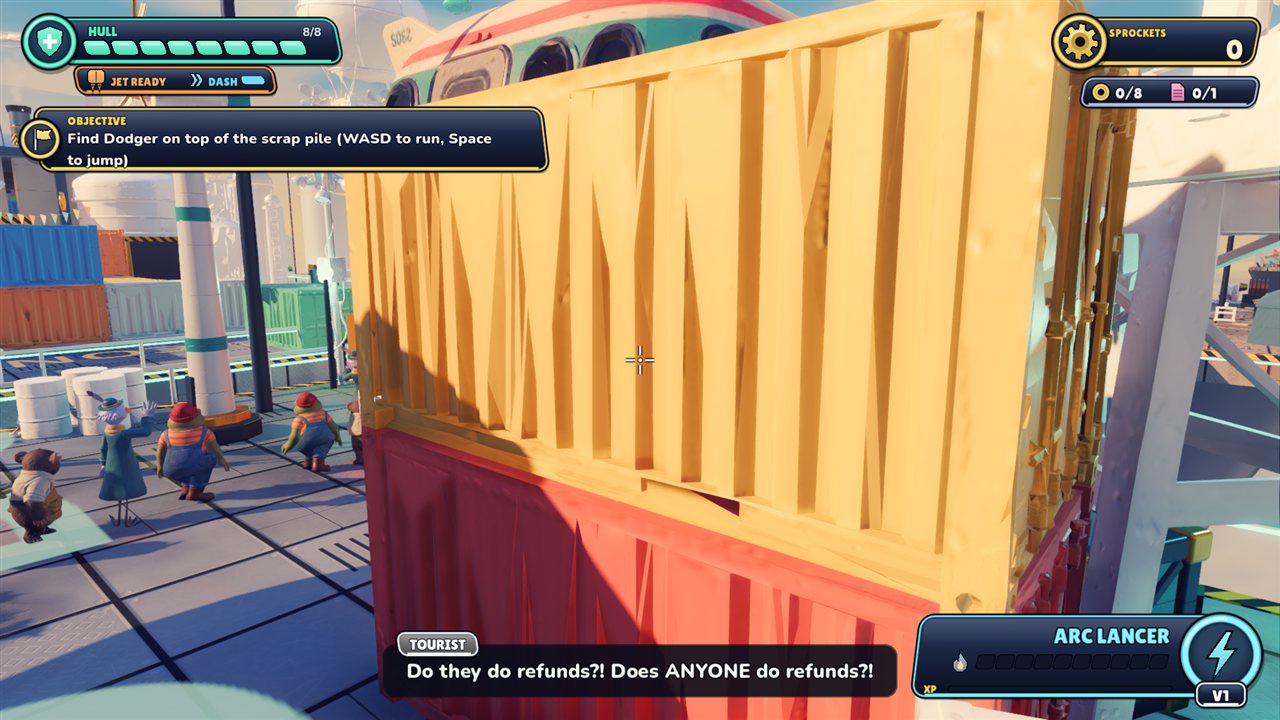 HULL
8/8
JET READY
DASH
OBJECTIVE
Find Dodger on top of the scrap pile (WASD to run, Space
to jump)
SPROCKETS
0
0/8
0/1
TOURIST
Do they do refunds?! Does ANYONE do refunds?!
ARC LANCER
XP
V1